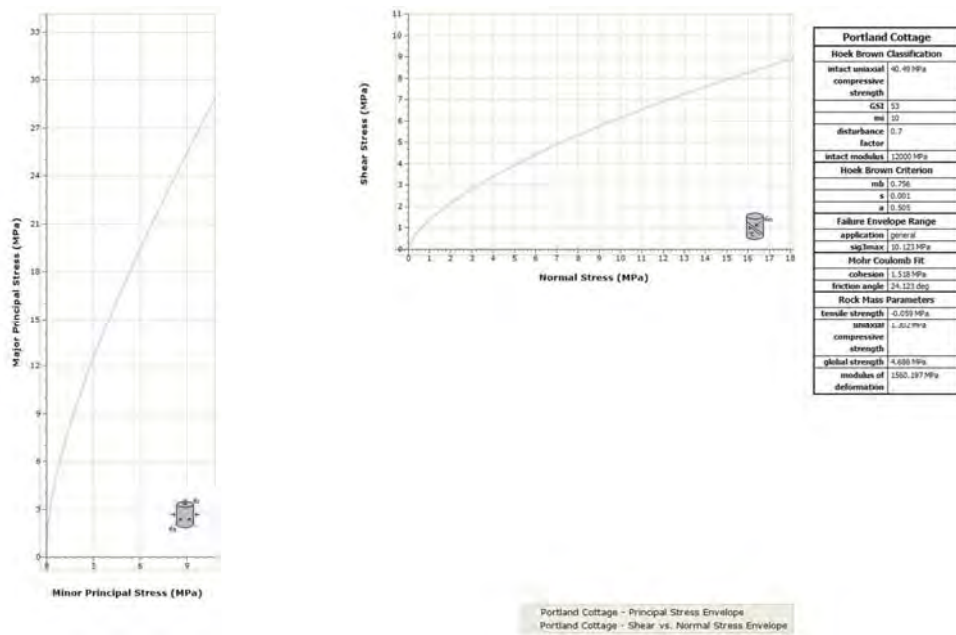 33
30
27
24
21
18
15
12
9
6
3
0
Major Principal Stress (MPa)
0 3 6 9
Minor Principal Stress (MPa)
11
10
9
8
7
6
5
4
3
2
1
0
Shear Stress (MPa)
0 1 2 3 4 5 6 7 8 9 10 11 12 13 14 15 16 17 18
Normal Stress (MPa)
Portland Cottage
Hoek Brown Classification
intact uniaxial 40.49 MPa
compressive
strength
GSI 53
mi 10
disturbance 0.7
factor
intact modulus 12000 MPa
Hoek Brown Criterion
mb 0.756
s 0.001
a 0.505
Failure Envelope Range
application general
sig3max 10.123 MPa
Mohr Coulomb Fit
cohesion 1.518 MPa
friction angle 24.123 deg
Rock Mass Parameters
tensile strength -0.059 MPa
uniaxial
compressive
strength
global strength 4.688 MPa
modulus of 1560.197 MPa
deformation
Portland Cottage - Principal Stress Envelope
Portland Cottage - Shear vs. Normal Stress Envelope